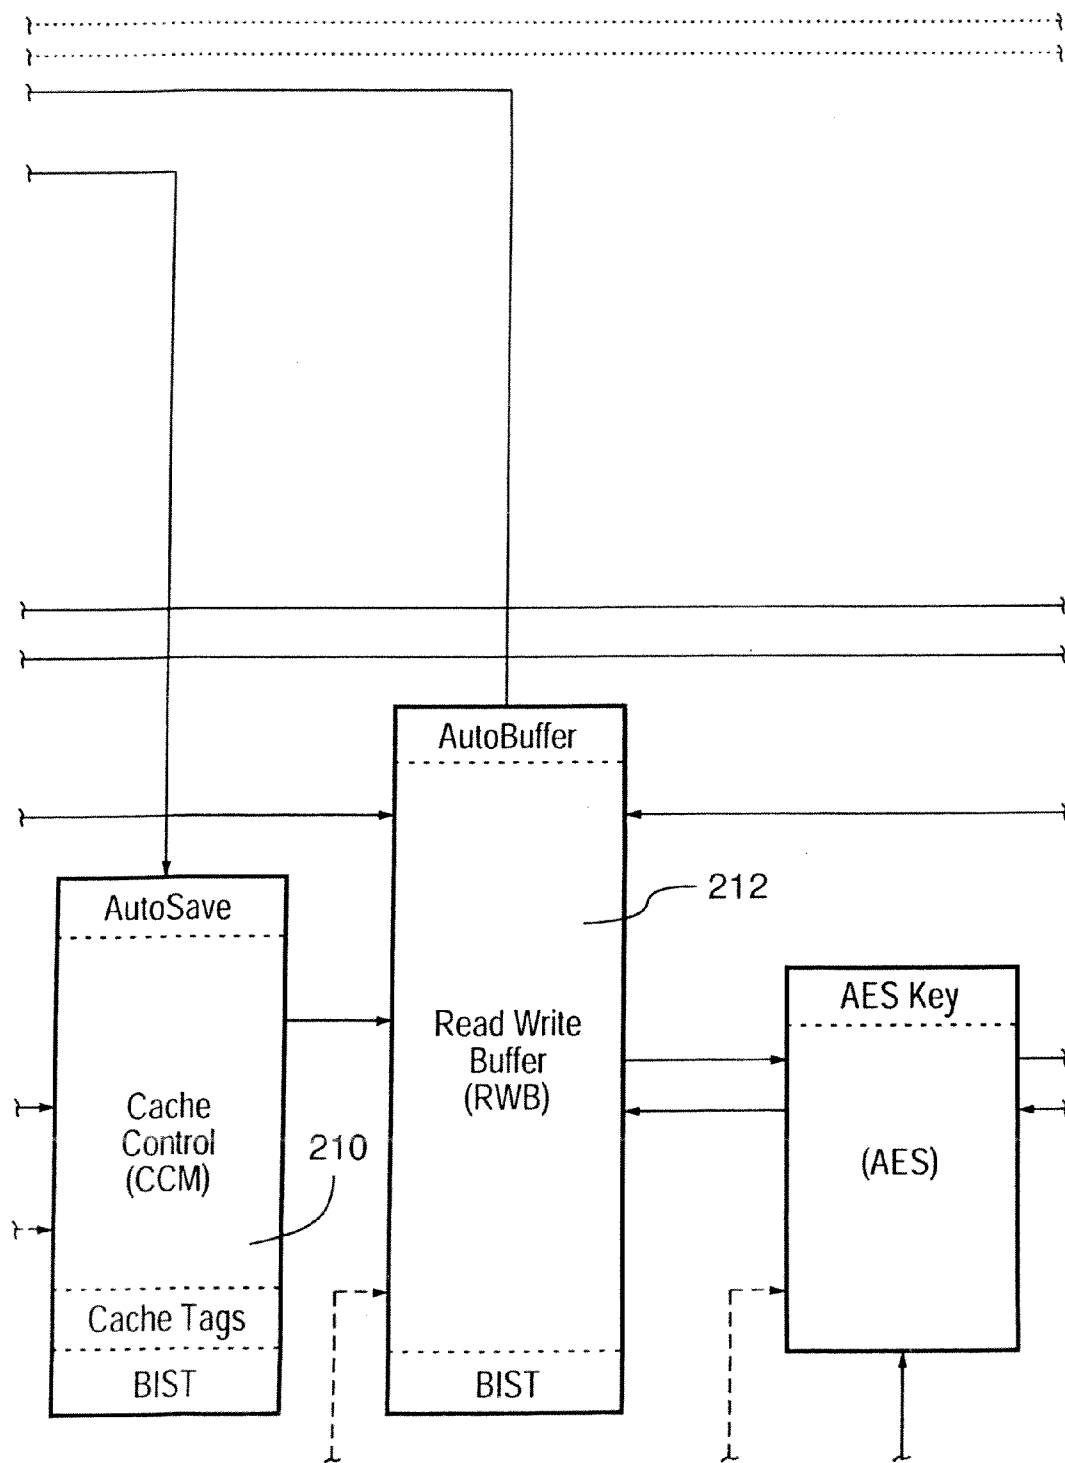 AutoBuffer
212
AutoSave
AES Key
Read Write
Buffer
(RWB)
Cache
Control
(CCM)
210
(AES)
Cache Tags
BIST
BIST